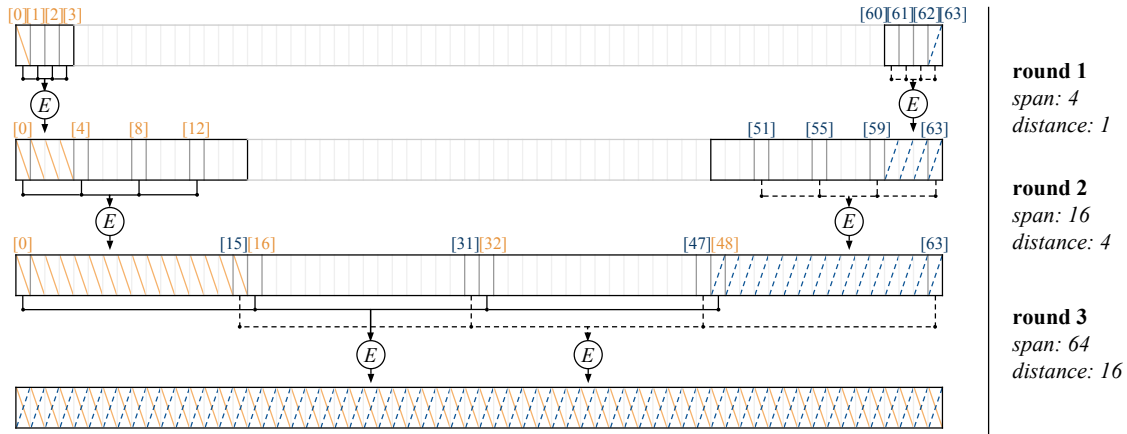 [0][1][2][3] [60][61][62][63]
round 1
span: 4
E E
distance: 1
[0] [4] [8] [12] [51] [55] [59] [63]
round 2
E E
span: 16
distance: 4
[0] [15][16] [31][32] [47][48] [63]
round 3
span: 64
E E
distance: 16